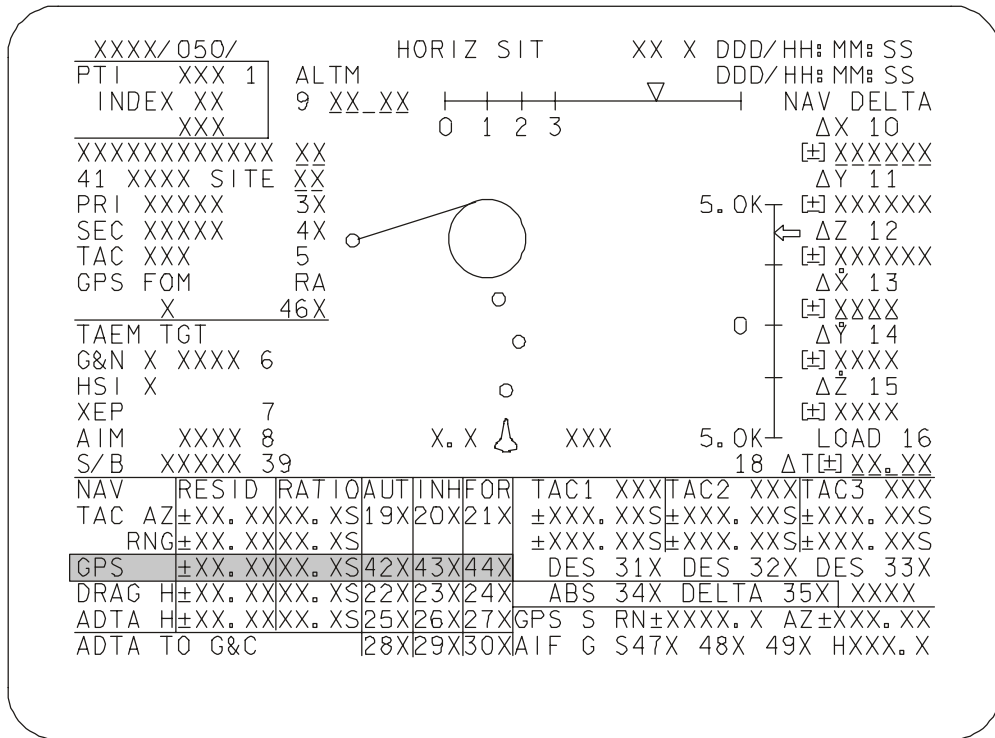 XXXX/050/ HORIZ SIT XX X DDD/HH:MM:SS
PTI XXX 1 ALTM DDD/HH:MM:SS
INDEX XX 9 XX_XX NAV DELTA
XXX 0 1 2 3 ΔX 10
XXXXXXXXXXXX XX [±]XXXXXX
41 XXXX SITE XX ΔY 11
PRI XXXXX 3X 5.0K [±]XXXXXX
SEC XXXXX 4X ΔZ 12
TAC XXX 5 [±]XXXXXX
GPS FOM RA ΔẊ 13
X 46X [±]XXXX
TAEM TGT 0 ΔẎ 14
G&N X XXXX 6 [±]XXXX
HSI X ΔŻ 15
XEP 7 [±]XXXX
AIM XXXX 8 X.X XXX 5.0K LOAD 16
S/B XXXXX 39 18 ΔT[±]XX.XX
NAV RESID RATIO AUT INH FOR TAC1 XXX TAC2 XXX TAC3 XXX
TAC AZ ±XX.XX XX.XS 19X 20X 21X ±XXX.XXS ±XXX.XXS ±XXX.XXS
RNG ±XX.XX XX.XS ±XXX.XXS ±XXX.XXS ±XXX.XXS
GPS ±XX.XX XX.XS 42X 43X 44X DES 31X DES 32X DES 33X
DRAG H ±XX.XX XX.XS 22X 23X 24X ABS 34X DELTA 35X XXXX
ADTA H ±XX.XX XX.XS 25X 26X 27X GPS S RN±XXXX.X AZ±XXX.XX
ADTA TO G&C 28X 29X 30X AIF G S47X 48X 49X HXXX.X